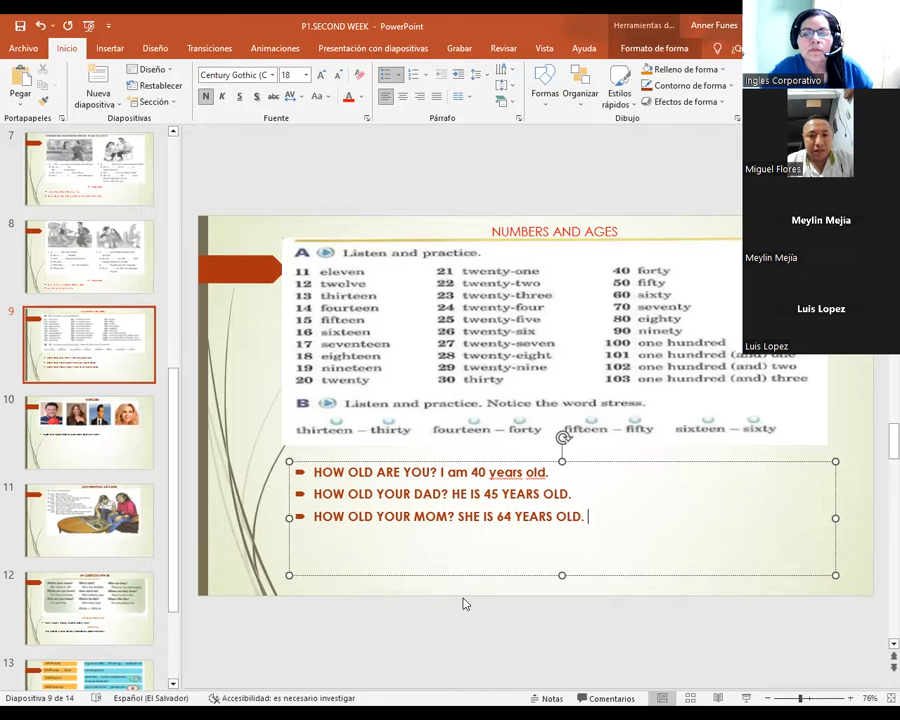 P1.SECOND WEEK - PowerPoint
Herramientas d...
Anner Funes
Archivo Inicio Insertar Diseño Transiciones Animaciones Presentación con diapositivas Grabar Revisar Vista Ayuda Formato de forma
Pegar
Nueva diapositiva
Diseño
Restablecer
Sección
Century Gothic (C 18
N K S S abc AV Aa A
Formas
Organizar
Estilos rápidos
Relleno de forma
Contorno de forma
Efectos de forma
Portapapeles Diapositivas Fuente Párrafo Dibujo
Ingles Corporativo
Miguel Flores
Meylin Mejia
Meylin Mejía
Luis Lopez
Luis Lopez
7
8
9
10
11
12
13
NUMBERS AND AGES
A Listen and practice.
11 eleven 21 twenty-one 40 forty
12 twelve 22 twenty-two 50 fifty
13 thirteen 23 twenty-three 60 sixty
14 fourteen 24 twenty-four 70 seventy
15 fifteen 25 twenty-five 80 eighty
16 sixteen 26 twenty-six 90 ninety
17 seventeen 27 twenty-seven 100 one hundred
18 eighteen 28 twenty-eight 101 one hundred (and) one
19 nineteen 29 twenty-nine 102 one hundred (and) two
20 twenty 30 thirty 103 one hundred (and) three
B Listen and practice. Notice the word stress.
thirteen – thirty fourteen – forty fifteen – fifty sixteen – sixty
HOW OLD ARE YOU? I am 40 years old.
HOW OLD YOUR DAD? HE IS 45 YEARS OLD.
HOW OLD YOUR MOM? SHE IS 64 YEARS OLD.
Diapositiva 9 de 14 Español (El Salvador) Accesibilidad: es necesario investigar Notas Comentarios 76%